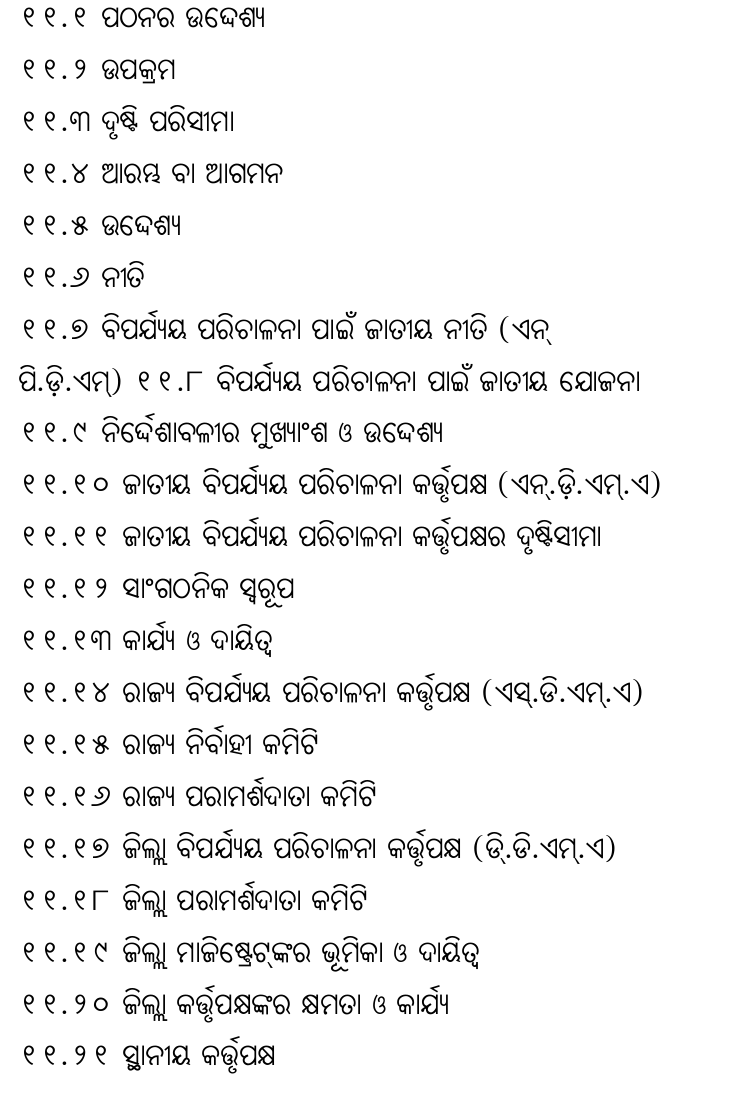 ୧୧.୧ ପଠନର ଉଦ୍ଦେଶ୍ୟ
୧୧.୨ ଉପକ୍ରମ
୧୧.୩ ଦୃଷ୍ଟି ପରିସୀମା
୧୧.୪ ଆରମ୍ଭ ବା ଆଗମନ
୧୧.୫ ଉଦ୍ଦେଶ୍ୟ
୧୧.୬ ନୀତି
୧୧.୭ ବିପର୍ଯ୍ୟୟ ପରିଚାଳନା ପାଇଁ ଜାତୀୟ ନୀତି (ଏନ୍
ପି.ଡ଼ି.ଏମ୍) ୧୧.୮ ବିପର୍ଯ୍ୟୟ ପରିଚାଳନା ପାଇଁ ଜାତୀୟ ଯୋଜନା
୧୧.୯ ନିର୍ଦ୍ଦେଶାବଳୀର ମୁଖ୍ୟାଂଶ ଓ ଉଦ୍ଦେଶ୍ୟ
୧୧.୧୦ ଜାତୀୟ ବିପର୍ଯ୍ୟୟ ପରିଚାଳନା କର୍ତ୍ତୃପକ୍ଷ (ଏନ୍.ଡ଼ି.ଏମ୍.ଏ)
୧୧.୧୧ ଜାତୀୟ ବିପର୍ଯ୍ୟୟ ପରିଚାଳନା କର୍ତ୍ତୃପକ୍ଷର ଦୃଷ୍ଟିସୀମା
୧୧.୧୨ ସାଂଗଠନିକ ସ୍ୱରୂପ
୧୧.୧୩ କାର୍ଯ୍ୟ ଓ ଦାୟିତ୍ୱ
୧୧.୧୪ ରାଜ୍ୟ ବିପର୍ଯ୍ୟୟ ପରିଚାଳନା କର୍ତ୍ତୃପକ୍ଷ (ଏସ୍.ଡି.ଏମ୍.ଏ)
୧୧.୧୫ ରାଜ୍ୟ ନିର୍ବାହୀ କମିଟି
୧୧.୧୬ ରାଜ୍ୟ ପରାମର୍ଶଦାତା କମିଟି
୧୧.୧୭ ଜିଲ୍ଲା ବିପର୍ଯ୍ୟୟ ପରିଚାଳନା କର୍ତ୍ତୃପକ୍ଷ (ଡି୍.ଡି.ଏମ୍.ଏ)
୧୧.୧୮ ଜିଲ୍ଲା ପରାମର୍ଶଦାତା କମିଟି
୧୧.୧୯ ଜିଲ୍ଲା ମାଜିଷ୍ଟ୍ରେଟ୍‌ଙ୍କର ଭୂମିକା ଓ ଦାୟିତ୍ୱ
୧୧.୨୦ ଜିଲ୍ଲା କର୍ତ୍ତୃପକ୍ଷଙ୍କର କ୍ଷମତା ଓ କାର୍ଯ୍ୟ
୧୧.୨୧ ସ୍ଥାନୀୟ କର୍ତ୍ତୃପକ୍ଷ